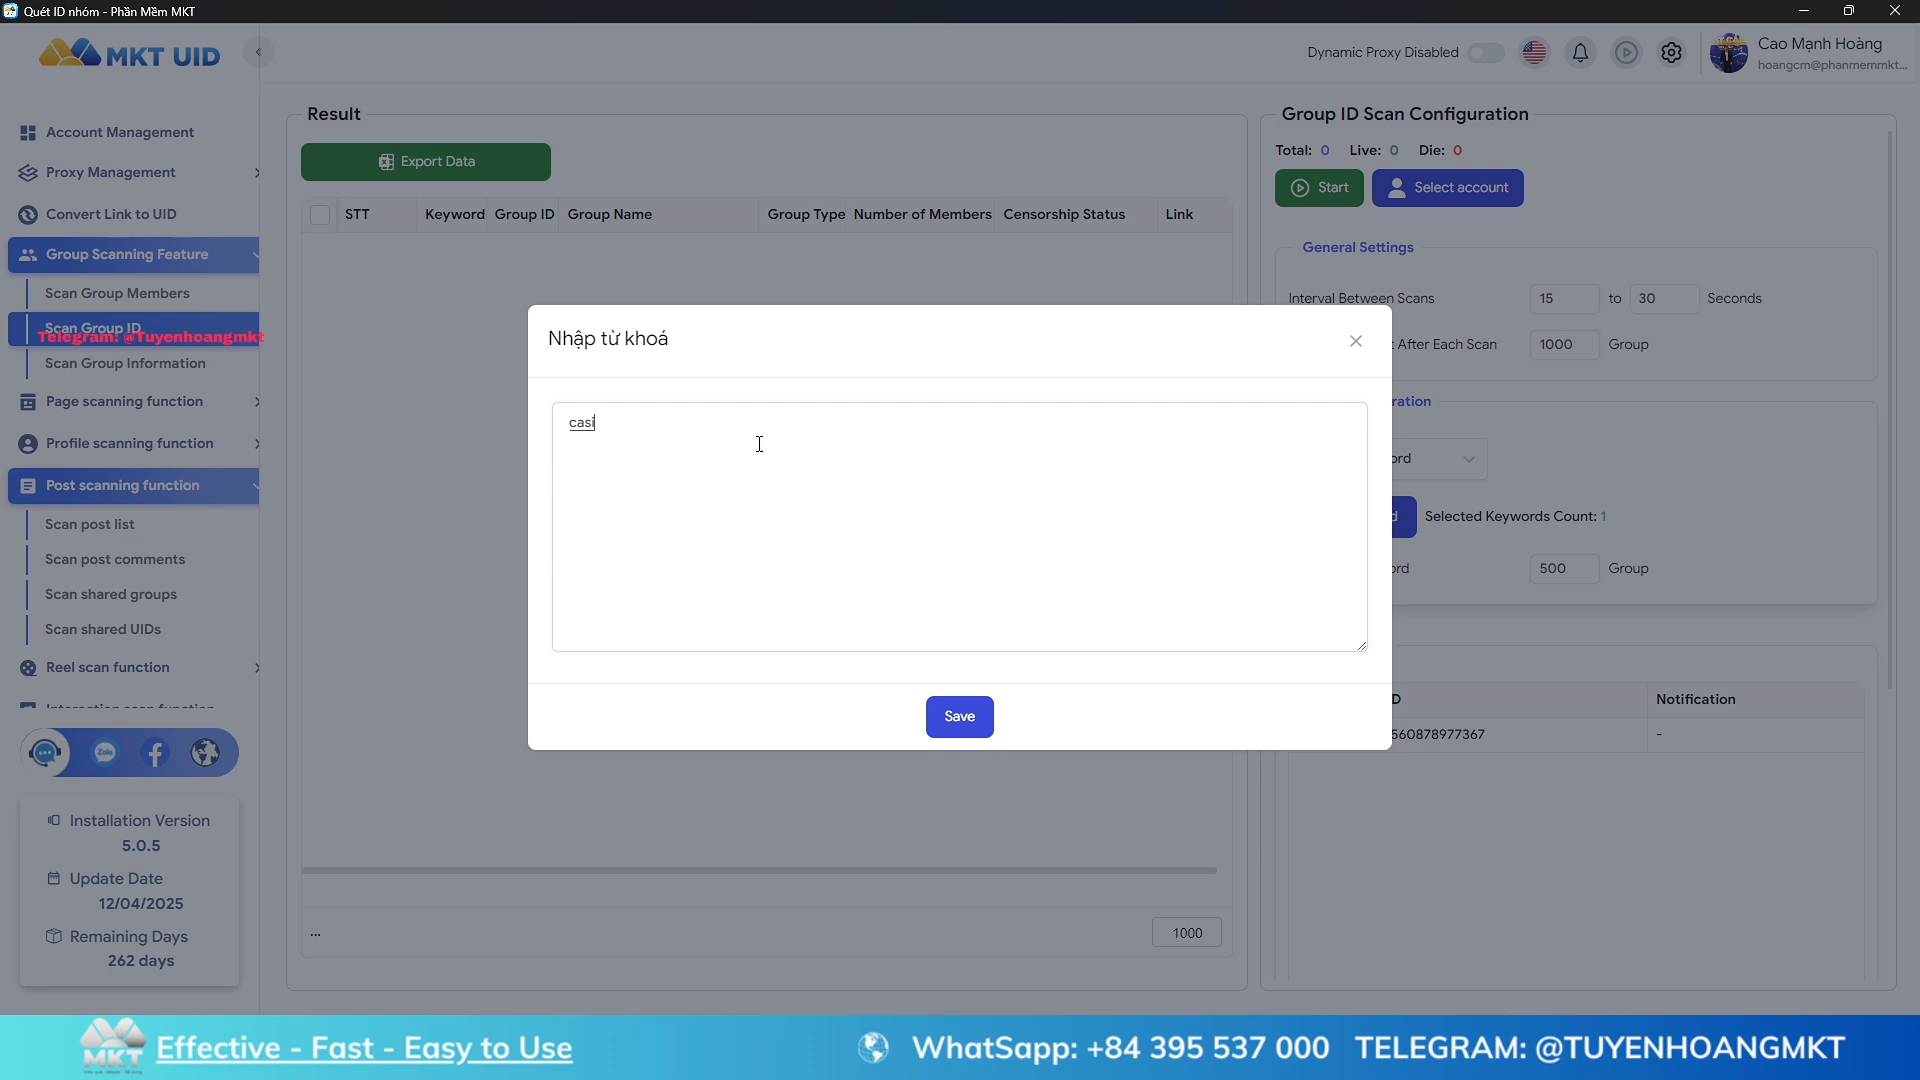 Quét ID nhóm - Phần Mềm MKT
MKT UID
Dynamic Proxy Disabled
Cao Mạnh Hoàng
hoangcm@phanmemmkt...
Account Management
Proxy Management
Convert Link to UID
Group Scanning Feature
Scan Group Members
Scan Group ID
Telegram: @Tuyenhoangmkt
Scan Group Information
Page scanning function
Profile scanning function
Post scanning function
Scan post list
Scan post comments
Scan shared groups
Scan shared UIDs
Reel scan function
Interaction scan function
Zalo
Installation Version
5.0.5
Update Date
12/04/2025
Remaining Days
262 days
Result
Export Data
STT Keyword Group ID Group Name Group Type Number of Members Censorship Status Link
...
1000
Nhập từ khoá
casi
Save
Group ID Scan Configuration
Total: 0 Live: 0 Die: 0
Start Select account
General Settings
Interval Between Scans 15 to 30 Seconds
After Each Scan 1000 Group
ration
ord
d Selected Keywords Count: 1
ord 500 Group
D Notification
560878977367 -
MKT
Effective - Fast - Easy to Use
WhatSapp: +84 395 537 000 TELEGRAM: @TUYENHOANGMKT